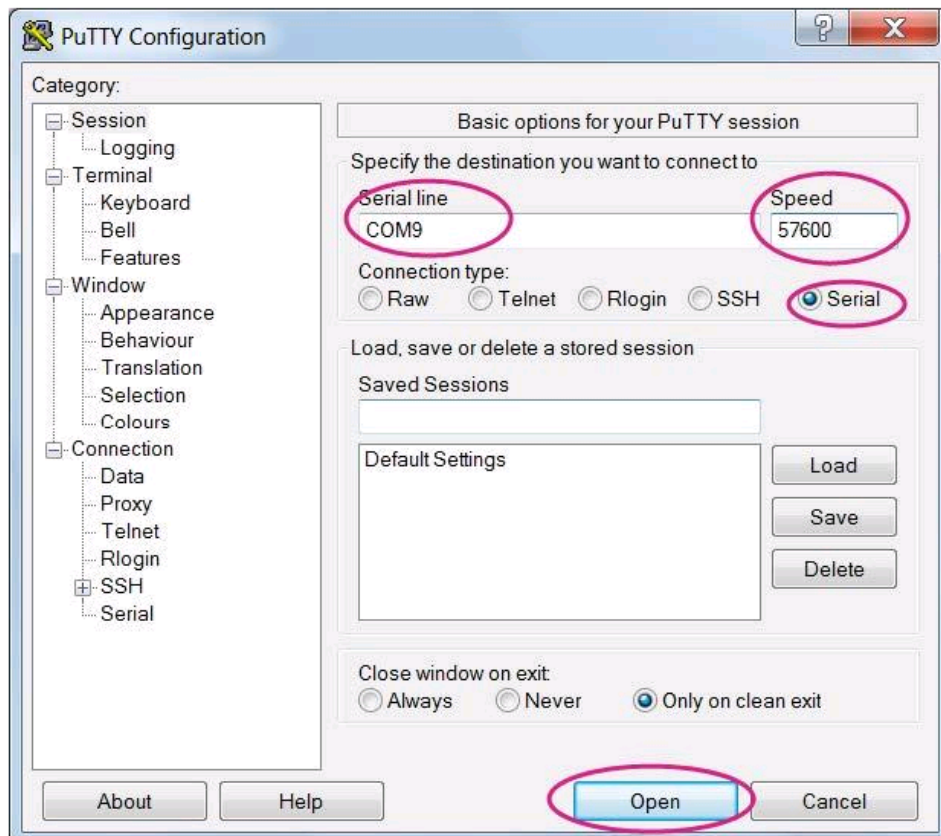 PuTTY Configuration
Category:
Session
Logging
Terminal
Keyboard
Bell
Features
Window
Appearance
Behaviour
Translation
Selection
Colours
Connection
Data
Proxy
Telnet
Rlogin
SSH
Serial
Basic options for your PuTTY session
Specify the destination you want to connect to
Serial line Speed
COM9 57600
Connection type:
Raw Telnet Rlogin SSH Serial
Load, save or delete a stored session
Saved Sessions
Default Settings
Load
Save
Delete
Close window on exit:
Always Never Only on clean exit
About Help Open Cancel